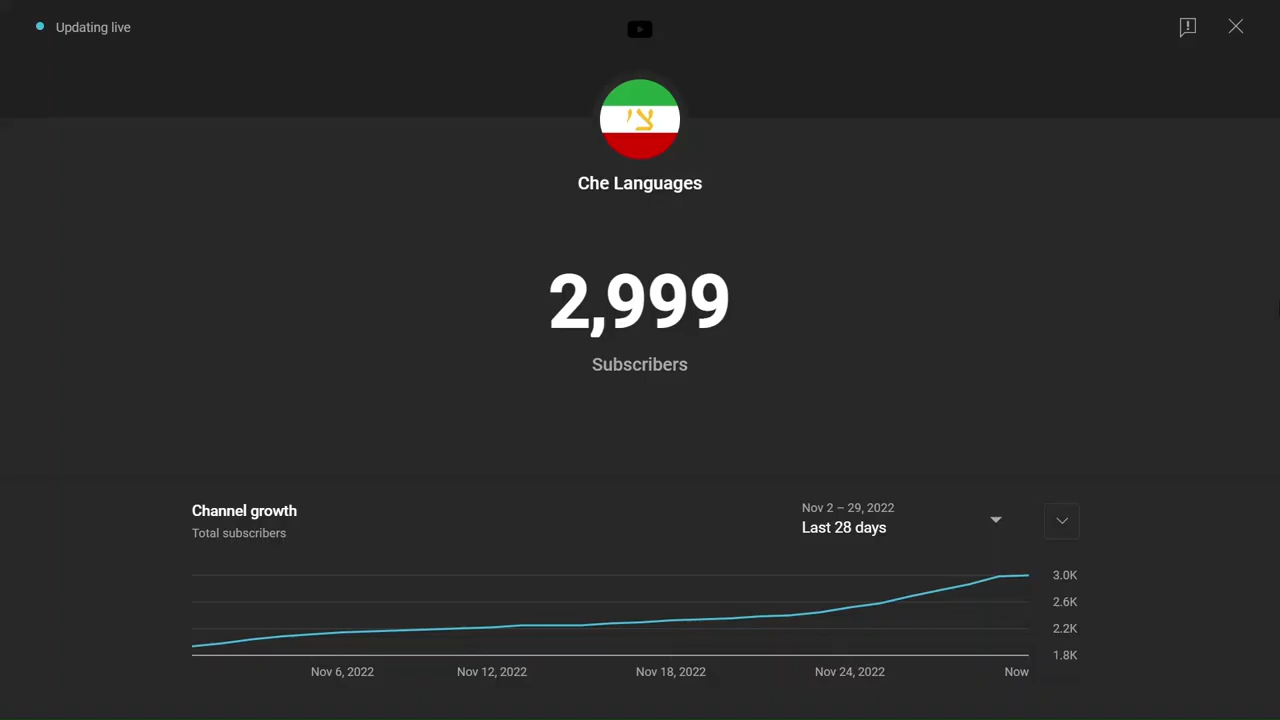 Updating live
צ׳
Che Languages
2,999
Subscribers
Channel growth
Total subscribers
Nov 2 – 29, 2022
Last 28 days
3.0K
2.6K
2.2K
1.8K
Nov 6, 2022
Nov 12, 2022
Nov 18, 2022
Nov 24, 2022
Now